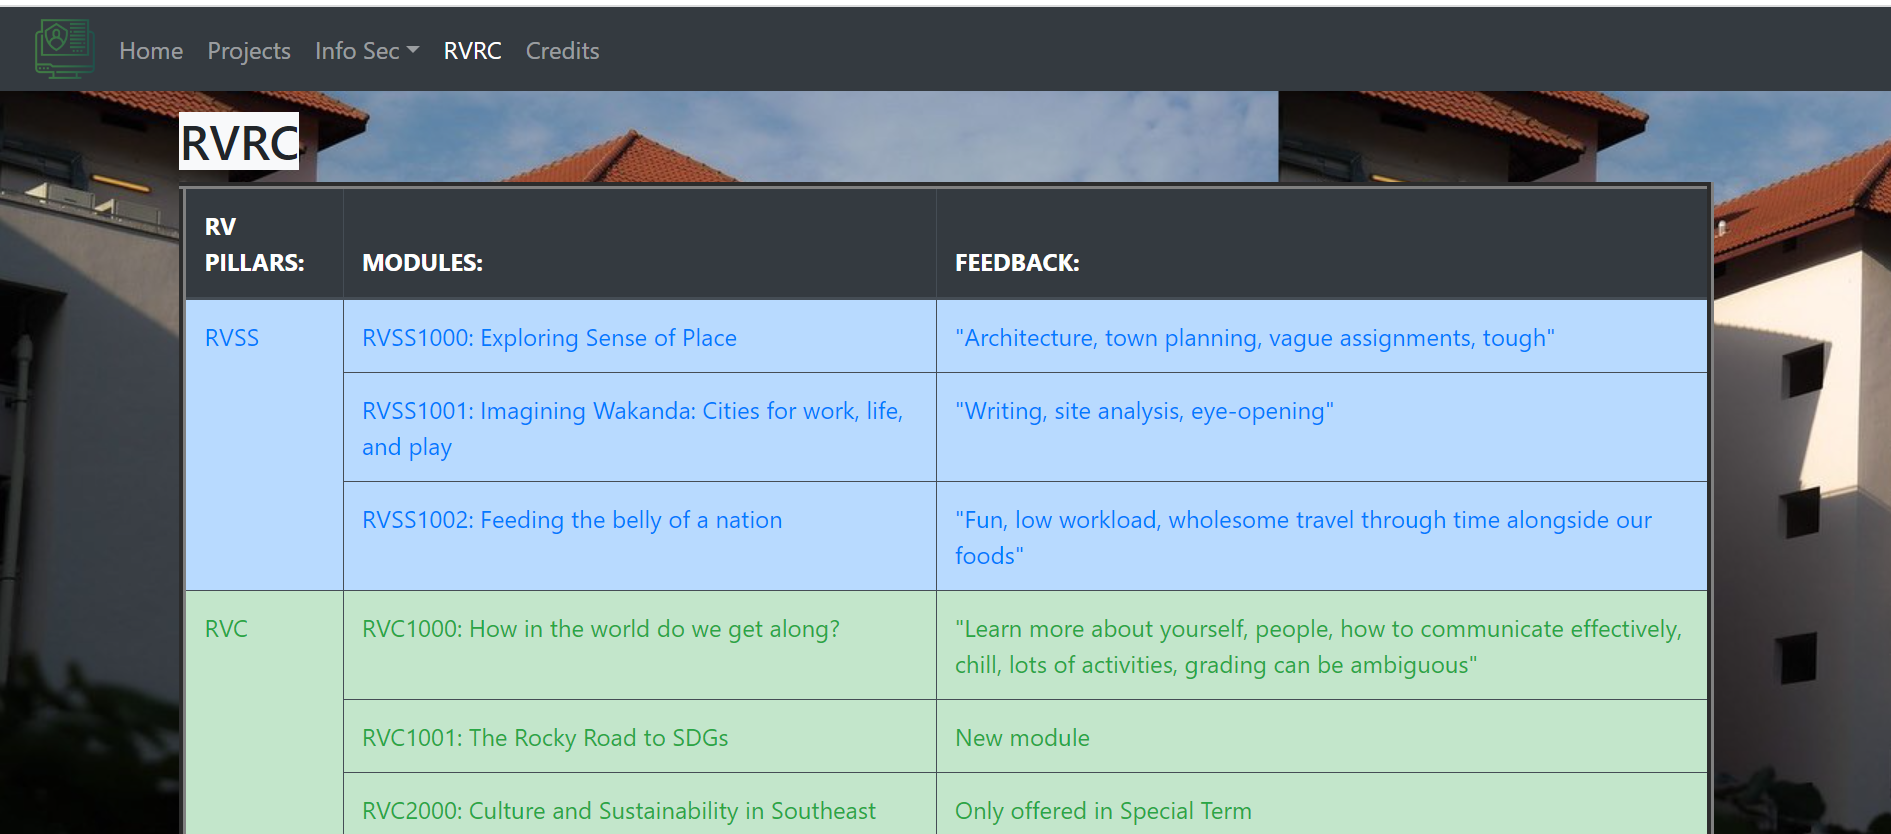 Home Projects Info Sec RVRC Credits
RVRC
RV
PILLARS: MODULES: FEEDBACK:
RVSS RVSS1000: Exploring Sense of Place "Architecture, town planning, vague assignments, tough"
RVSS1001: Imagining Wakanda: Cities for work, life, "Writing, site analysis, eye-opening"
and play
RVSS1002: Feeding the belly of a nation "Fun, low workload, wholesome travel through time alongside our
foods"
RVC RVC1000: How in the world do we get along? "Learn more about yourself, people, how to communicate effectively,
chill, lots of activities, grading can be ambiguous"
RVC1001: The Rocky Road to SDGs New module
RVC2000: Culture and Sustainability in Southeast Only offered in Special Term